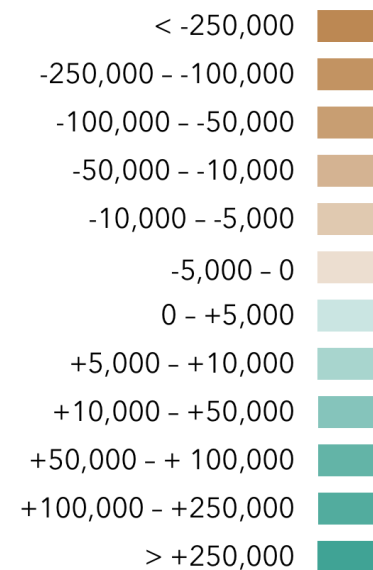 < -250,000
-250,000 – -100,000
-100,000 – -50,000
-50,000 – -10,000
-10,000 – -5,000
-5,000 – 0
0 – +5,000
+5,000 – +10,000
+10,000 – +50,000
+50,000 – + 100,000
+100,000 – +250,000
> +250,000